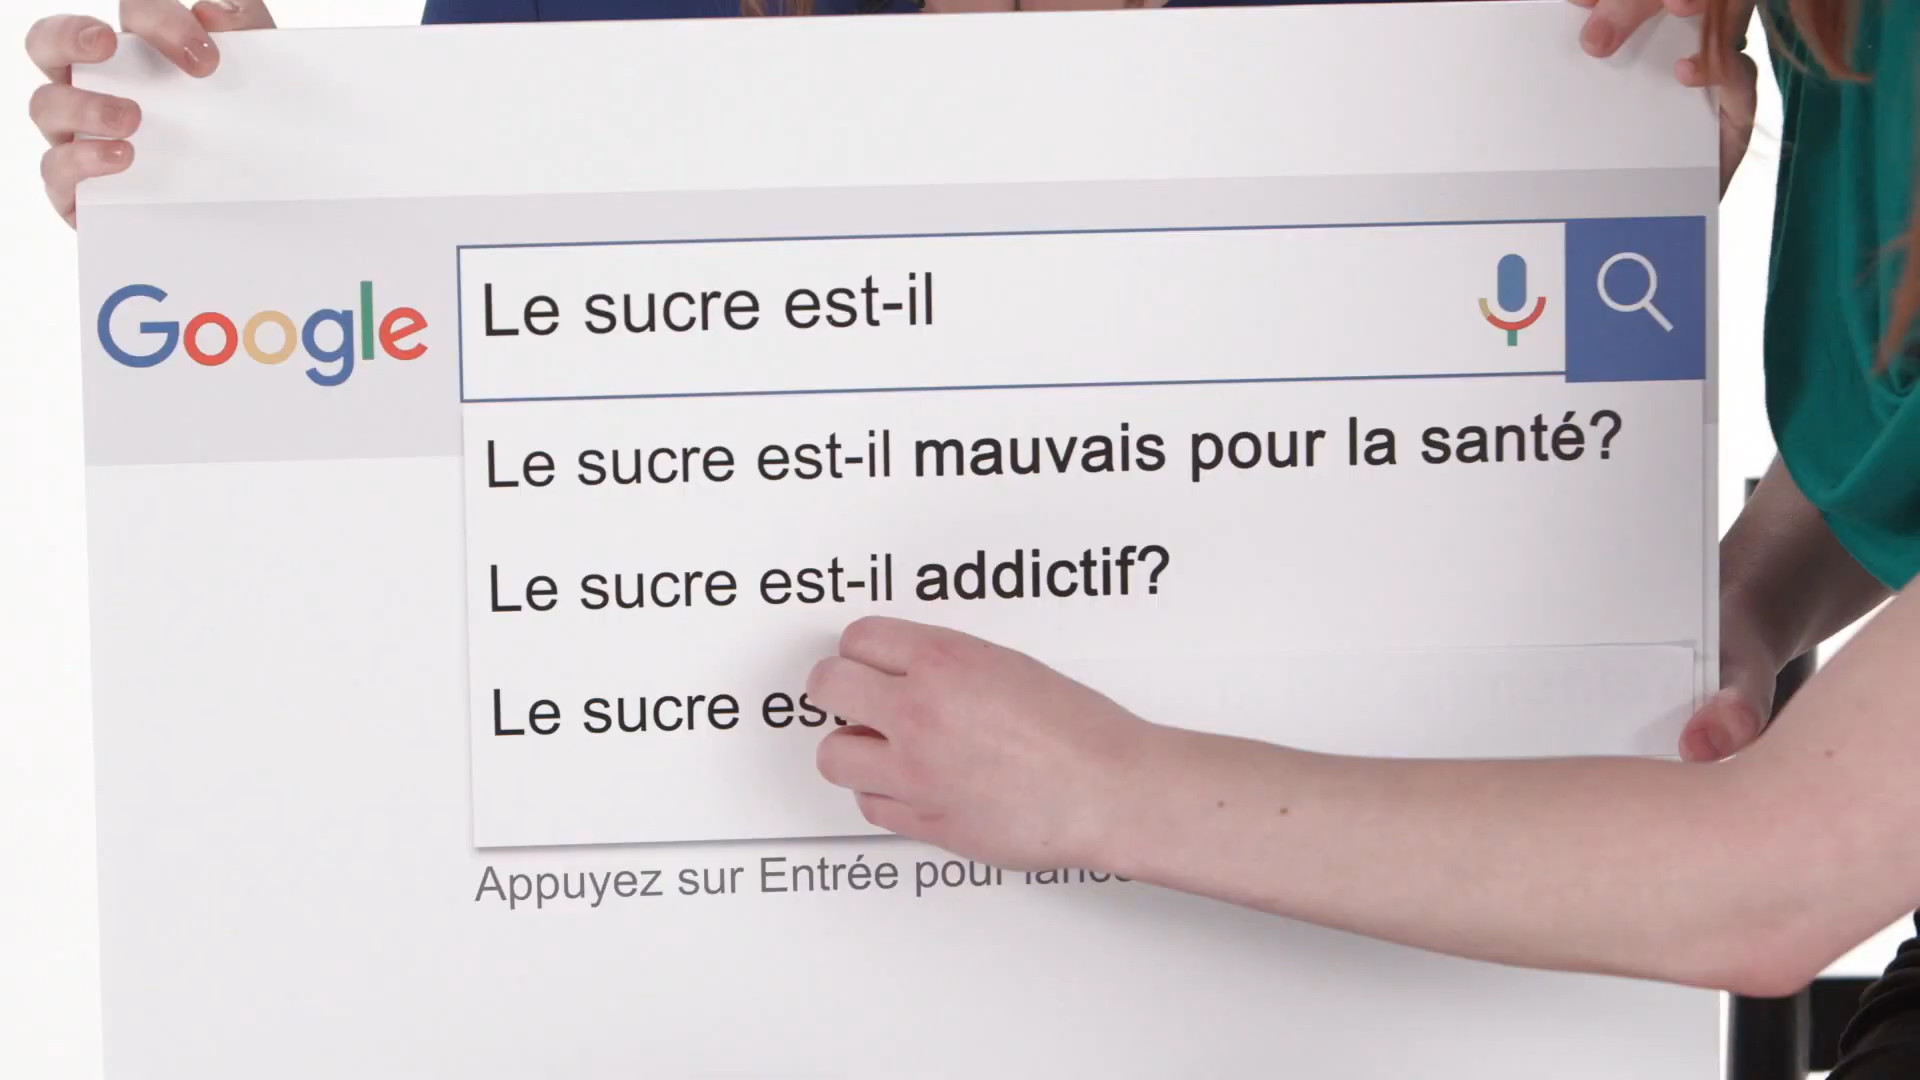 Google
Le sucre est-il
Le sucre est-il mauvais pour la santé?
Le sucre est-il addictif?
Le sucre
Appuyez sur Entrée pour